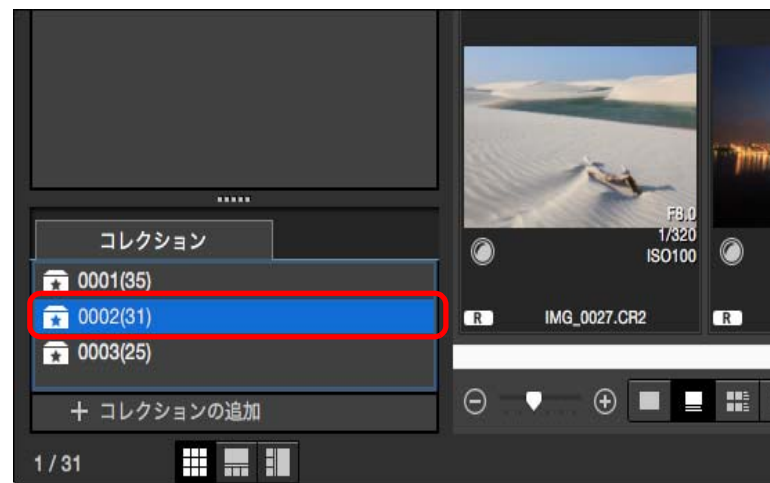 コレクション
0001(35)
0002(31)
0003(25)
+ コレクションの追加
1 / 31
F8.0
1/320
ISO100
R IMG_0027.CR2
R